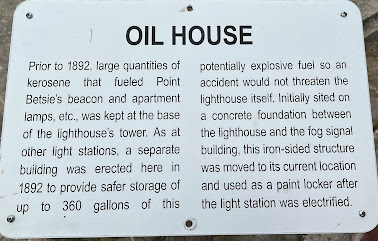 OIL HOUSE
Prior to 1892, large quantities of
kerosene that fueled Point
Betsie's beacon and apartment
lamps, etc., was kept at the base
of the lighthouse's tower. As at
other light stations, a separate
building was erected here in
1892 to provide safer storage of
up to 360 gallons of this
potentially explosive fuel so an
accident would not threaten the
lighthouse itself. Initially sited on
a concrete foundation between
the lighthouse and the fog signal
building, this iron-sided structure
was moved to its current location
and used as a paint locker after
the light station was electrified.